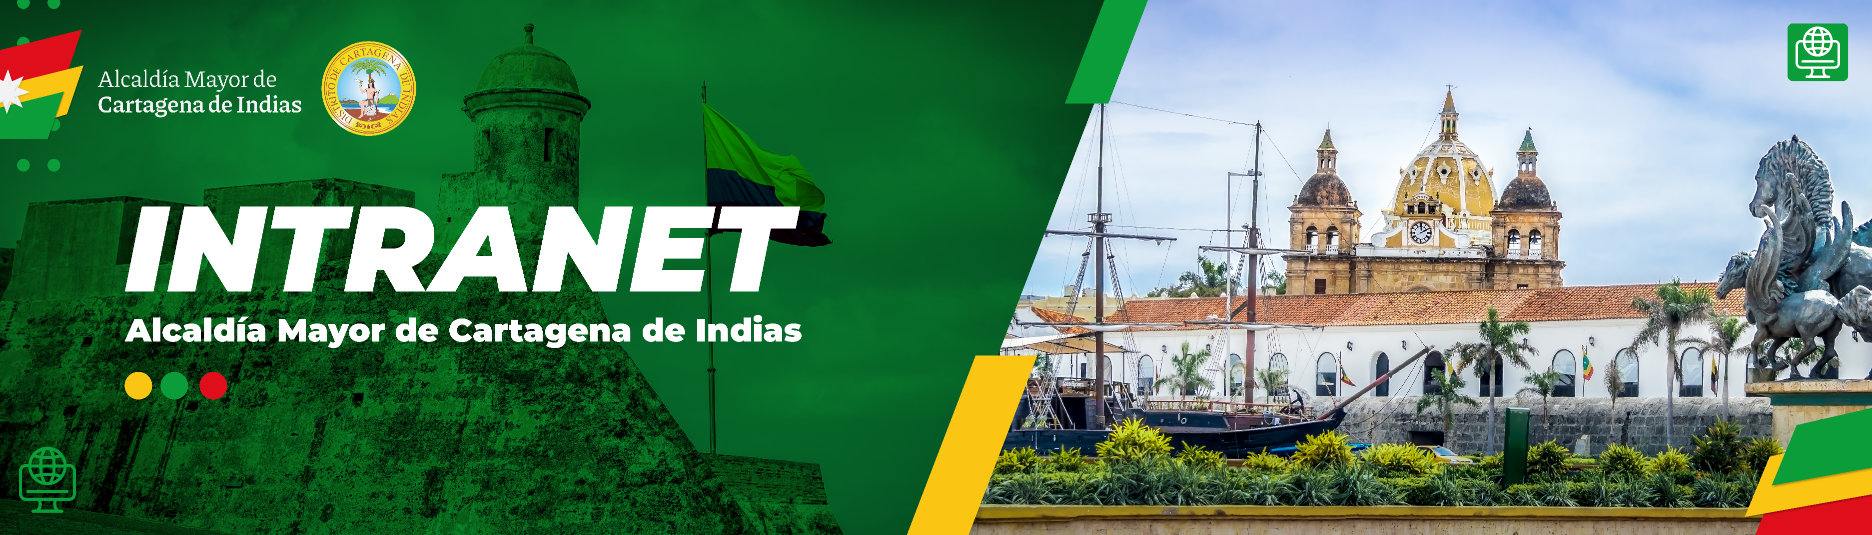 Alcaldía Mayor de
Cartagena de Indias
DISTRITO DE CARTAGENA DE INDIAS
INTRANET
Alcaldía Mayor de Cartagena de Indias